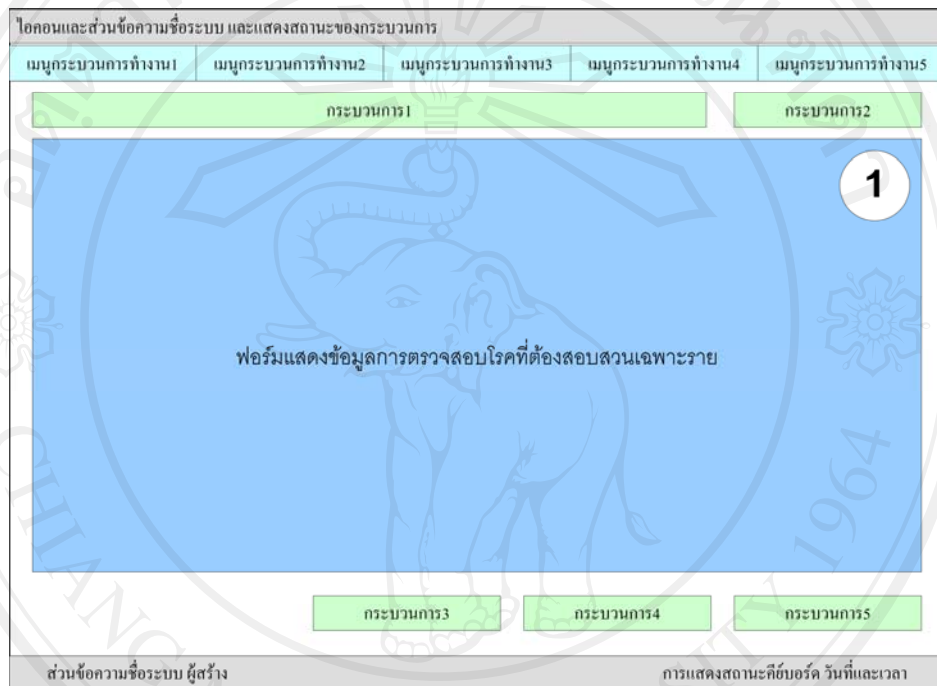 ไอคอนและส่วนข้อความชื่อระบบ และแสดงสถานะของกระบวนการ
เมนูกระบวนการทำงาน1 เมนูกระบวนการทำงาน2 เมนูกระบวนการทำงาน3 เมนูกระบวนการทำงาน4 เมนูกระบวนการทำงาน5
กระบวนการ1 กระบวนการ2
1
ฟอร์มแสดงข้อมูลการตรวจสอบโรคที่ต้องสอบสวนเฉพาะราย
กระบวนการ3 กระบวนการ4 กระบวนการ5
ส่วนข้อความชื่อระบบ ผู้สร้าง การแสดงสถานะคีย์บอร์ด วันที่และเวลา